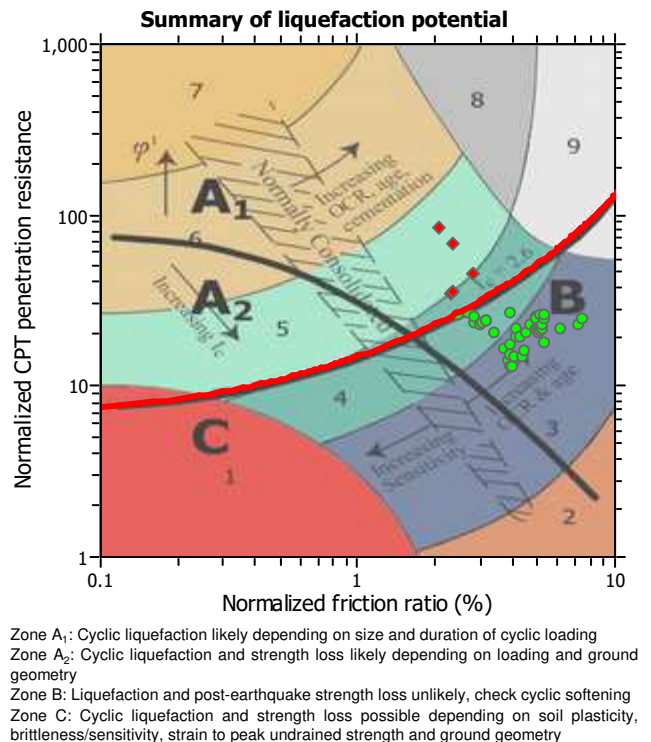 Summary of liquefaction potential
Normalized CPT penetration resistance
1,000
100
10
1
7
8
9
φ'
A1
Normally Consolidated
Increasing
OCR, age,
cementation
6
A2
Increasing Ic
5
= 2.6
B
4
C
1
Increasing
Sensitivity
OCR & age
3
2
0.1
1
10
Normalized friction ratio (%)
Zone A1: Cyclic liquefaction likely depending on size and duration of cyclic loading
Zone A2: Cyclic liquefaction and strength loss likely depending on loading and ground
geometry
Zone B: Liquefaction and post-earthquake strength loss unlikely, check cyclic softening
Zone C: Cyclic liquefaction and strength loss possible depending on soil plasticity,
brittleness/sensitivity, strain to peak undrained strength and ground geometry